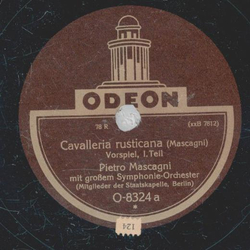 ODEON
78 R.
(xxB 7812)
Cavalleria rusticana (Mascagni)
Vorspiel, I. Teil
Pietro Mascagni
mit großem Symphonie-Orchester
(Mitglieder der Staatskapelle, Berlin)
O-8324a
124